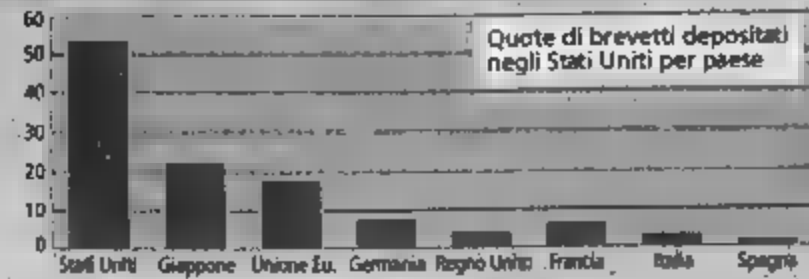 60
Quote di brevetti depositati
negli Stati Uniti per paese
50
40
30
20
10
0
Stati Uniti Giappone Unione Eu. Germania Regno Unito Francia Italia Spagna